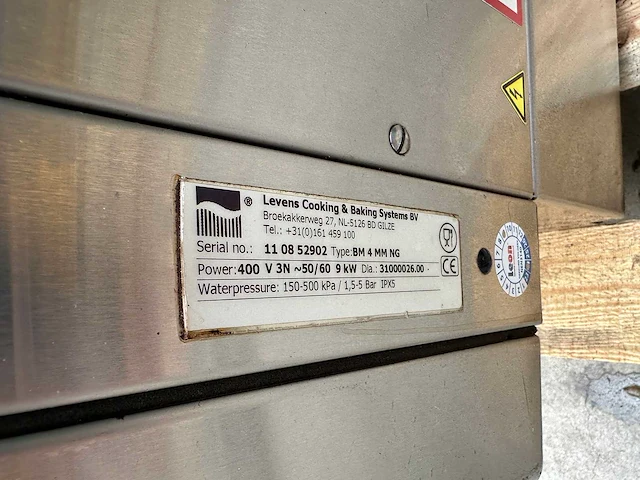 ® Levens Cooking & Baking Systems BV
Broekakkerweg 27, NL-5126 BD GILZE
Tel.: +31(0)161 459 100
Serial no.: 11 08 52902 Type: BM 4 MM NG
Power: 400 V 3N ~50/60 9 kW Dia.: 31000026.00 -
Waterpressure: 150-500 kPa / 1,5-5 Bar IPX5
CE